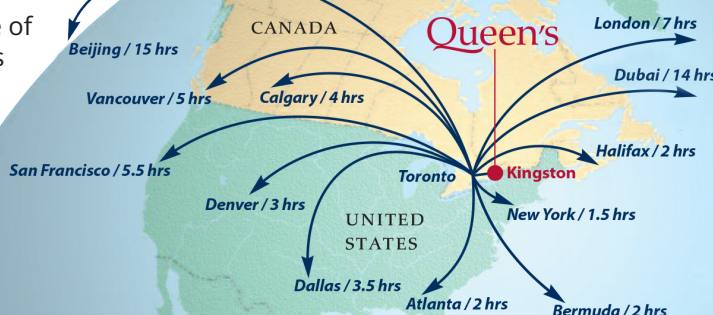 e of
s
CANADA
Queen's
London / 7 hrs
Beijing / 15 hrs
Dubai / 14 hrs
Vancouver / 5 hrs
Calgary / 4 hrs
Halifax / 2 hrs
San Francisco / 5.5 hrs
Toronto
Kingston
Denver / 3 hrs
New York / 1.5 hrs
UNITED
STATES
Dallas / 3.5 hrs
Atlanta / 2 hrs
Bermuda / 2 hrs